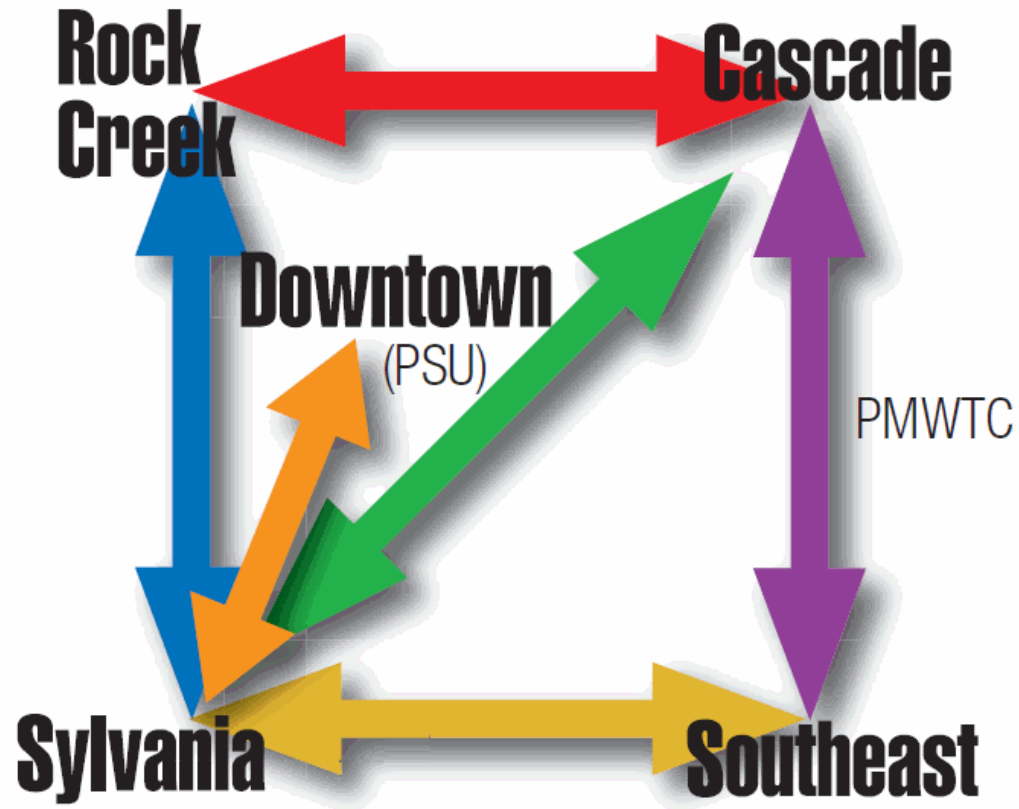 Rock
Creek
Cascade
Downtown
(PSU)
PMWTC
Sylvania
Southeast